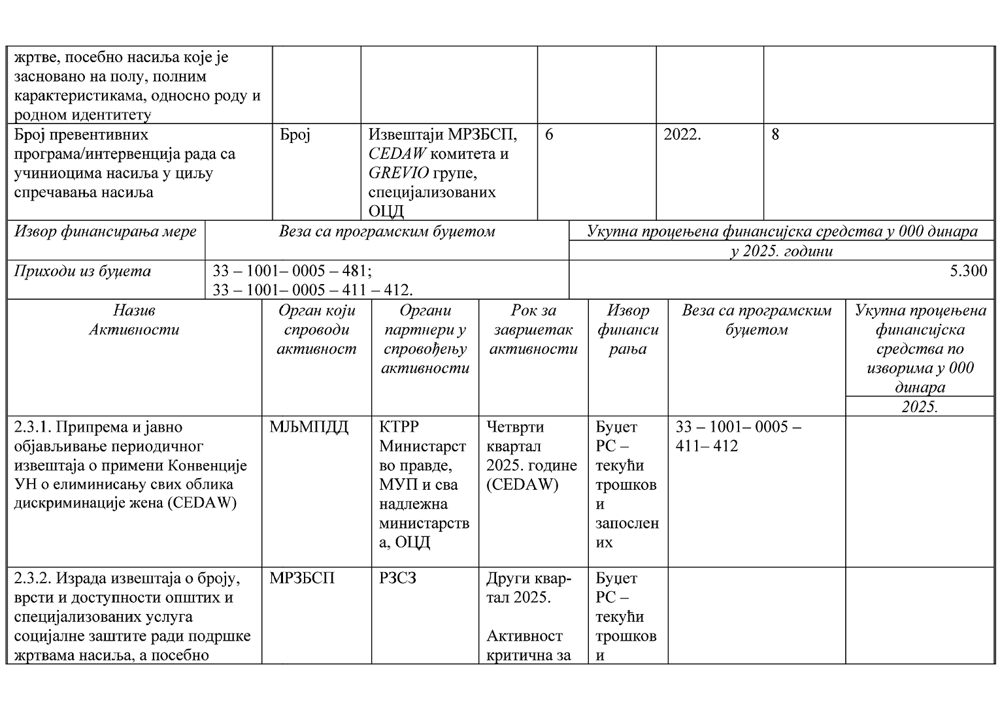 жртве, посебно насиља које је
засновано на полу, полним
карактеристикама, односно роду и
родном идентитету
Број превентивних
програма/интервенција рада са
учиниоцима насиља у циљу
спречавања насиља
Број
Извештаји МРЗБСП,
CEDAW комитета и
GREVIO групе,
специјализованих
ОЦД
6
2022.
8
Извор финансирања мере
Веза са програмским буџетом
Укупна процењена финансијска средства у 000 динара
у 2025. години
Приходи из буџета
33 – 1001– 0005 – 481;
33 – 1001– 0005 – 411 – 412.
5.300
Назив
Активности
Орган који
спроводи
активност
Органи
партнери у
спровођењу
активности
Рок за
завршетак
активности
Извор
финанси
рања
Веза са програмским
буџетом
Укупна процењена
финансијска
средства по
изворима у 000
динара
2025.
2.3.1. Припрема и јавно
објављивање периодичног
извештаја о примени Конвенције
УН о елиминисању свих облика
дискриминације жена (CEDAW)
МЉМПДД
КТРР
Министарст
во правде,
МУП и сва
надлежна
министарств
а, ОЦД
Четврти
квартал
2025. године
(CEDAW)
Буџет
РС –
текући
трошков
и
запослен
их
33 – 1001– 0005 –
411– 412
2.3.2. Израда извештаја о броју,
врсти и доступности општих и
специјализованих услуга
социјалне заштите ради подршке
жртвама насиља, а посебно
МРЗБСП
РЗСЗ
Други квар-
тал 2025.
Активност
критична за
Буџет
РС –
текући
трошков
и